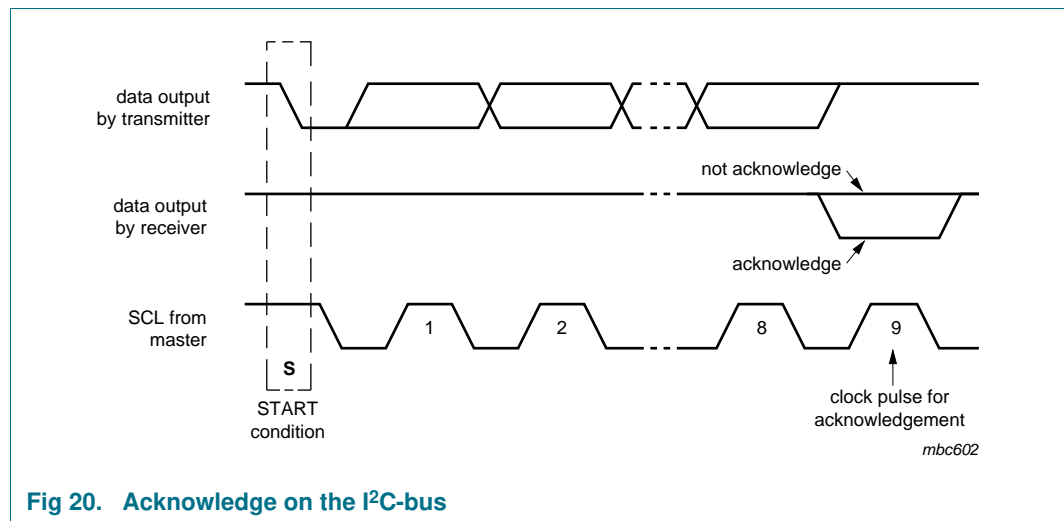 data output
by transmitter
not acknowledge
data output
by receiver
acknowledge
SCL from
master
1
2
8
9
S
START
condition
clock pulse for
acknowledgement
mbc602
Fig 20. Acknowledge on the I²C-bus